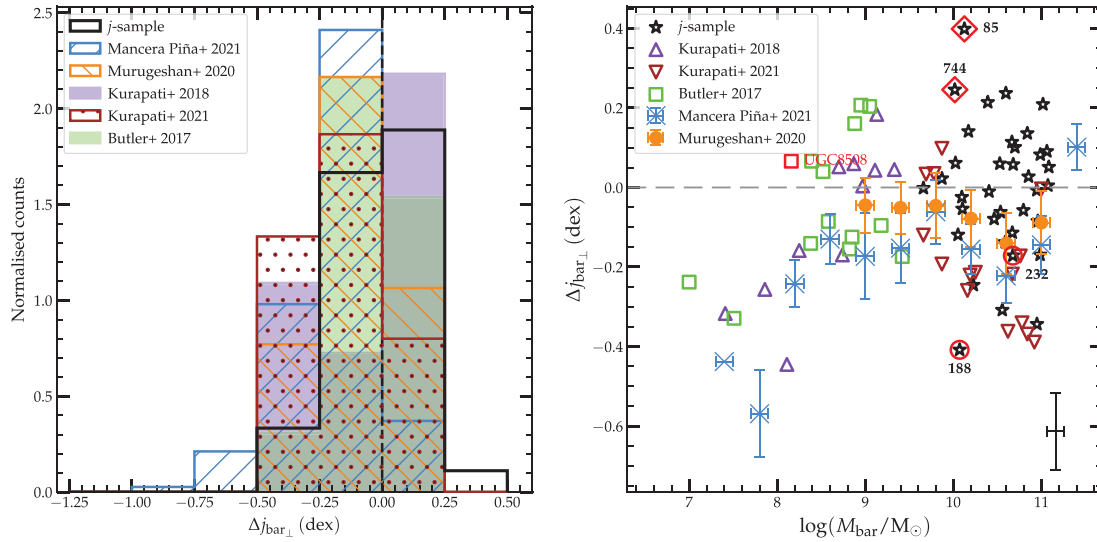 2.5
2.0
1.5
1.0
0.5
0.0
−1.25 −1.00 −0.75 −0.50 −0.25 0.00 0.25 0.50
Normalised counts
Δj_bar⊥ (dex)
j-sample
Mancera Piña+ 2021
Murugeshan+ 2020
Kurapati+ 2018
Kurapati+ 2021
Butler+ 2017
0.4
0.2
0.0
−0.2
−0.4
−0.6
7 8 9 10 11
Δj_bar⊥ (dex)
log(M_bar/M⊙)
j-sample
Kurapati+ 2018
Kurapati+ 2021
Butler+ 2017
Mancera Piña+ 2021
Murugeshan+ 2020
85
744
UGC8508
232
188